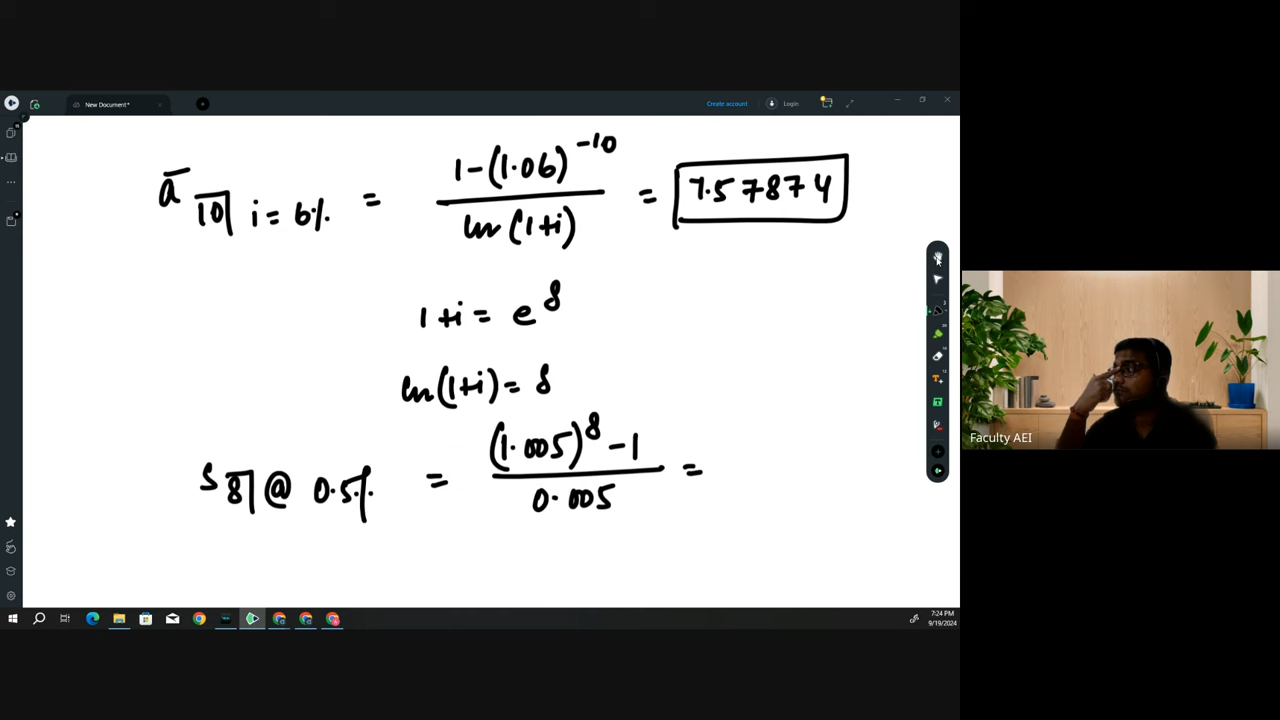 New Document*
Create account
Login
ā 10| i = 6% = 1-(1.06)^-10 / ln(1+i) = 7.57874
1+i = e^δ
ln(1+i) = δ
s 8| @ 0.5% = (1.005)^8 - 1 / 0.005 =
Faculty AEI
7:24 PM
9/19/2024